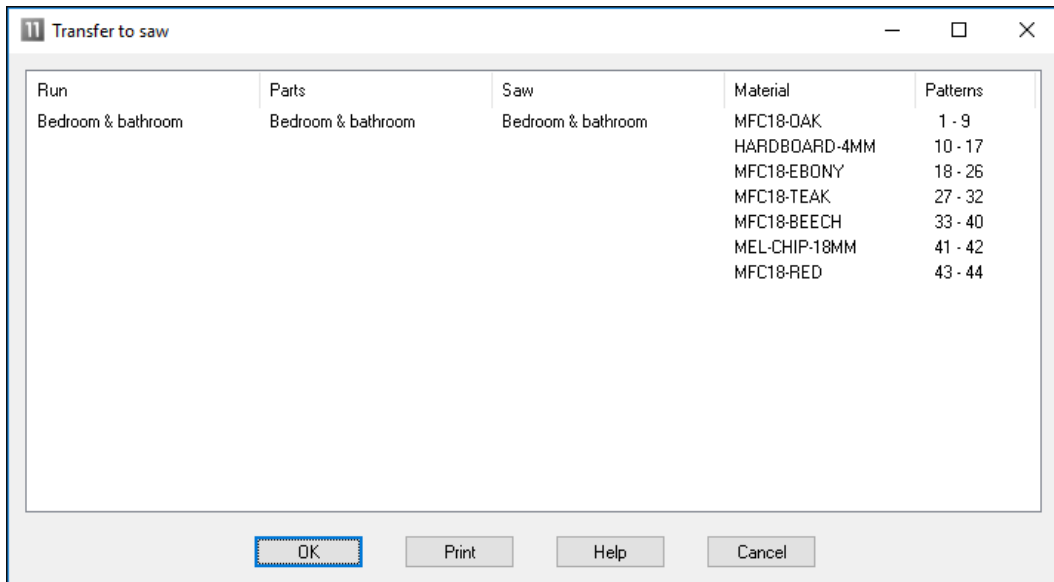 11 Transfer to saw
Run Parts Saw Material Patterns
Bedroom & bathroom Bedroom & bathroom Bedroom & bathroom MFC18-OAK 1 - 9
HARDBOARD-4MM 10 - 17
MFC18-EBONY 18 - 26
MFC18-TEAK 27 - 32
MFC18-BEECH 33 - 40
MEL-CHIP-18MM 41 - 42
MFC18-RED 43 - 44
OK Print Help Cancel